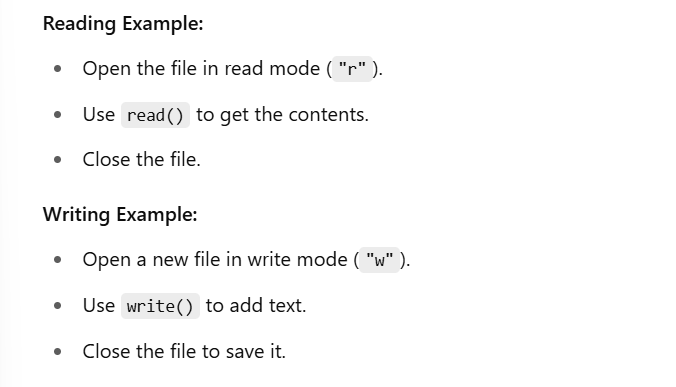 Reading Example:
• Open the file in read mode ("r").
• Use read() to get the contents.
• Close the file.
Writing Example:
• Open a new file in write mode ("w").
• Use write() to add text.
• Close the file to save it.